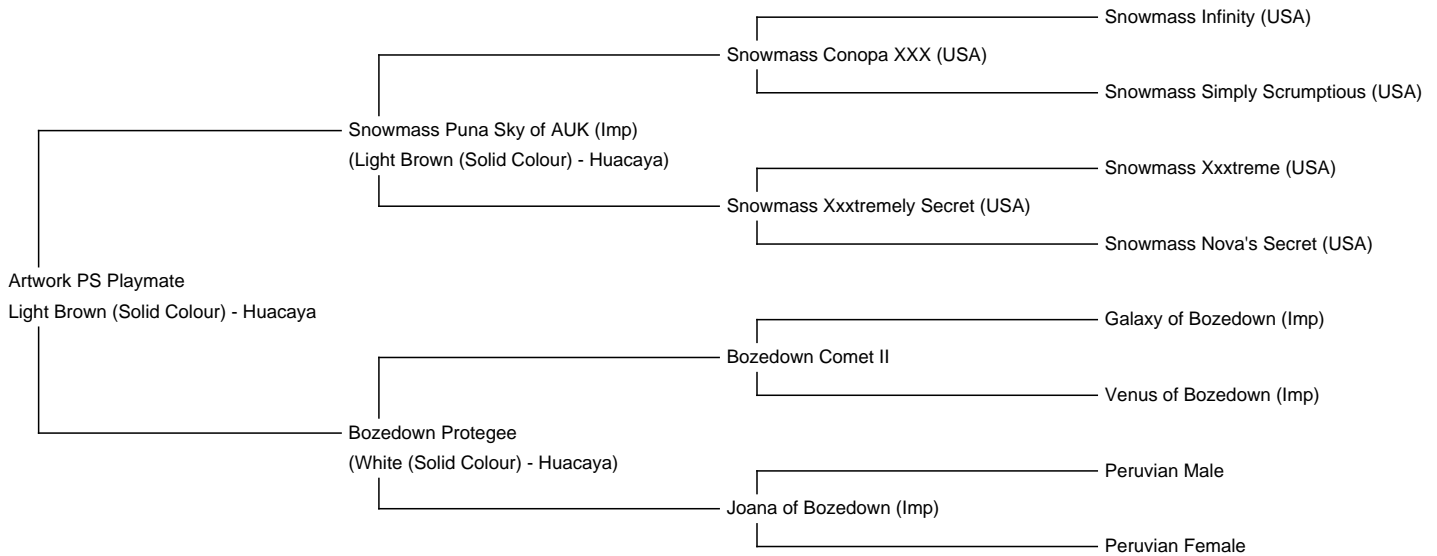 Snowmass Infinity (USA)
Snowmass Conopa XXX (USA)
Snowmass Simply Scrumptious (USA)
Snowmass Puna Sky of AUK (Imp)
(Light Brown (Solid Colour) - Huacaya)
Snowmass Xxxtreme (USA)
Snowmass Xxxtremely Secret (USA)
Snowmass Nova's Secret (USA)
Artwork PS Playmate
Light Brown (Solid Colour) - Huacaya
Galaxy of Bozedown (Imp)
Bozedown Comet II
Venus of Bozedown (Imp)
Bozedown Protegee
(White (Solid Colour) - Huacaya)
Peruvian Male
Joana of Bozedown (Imp)
Peruvian Female